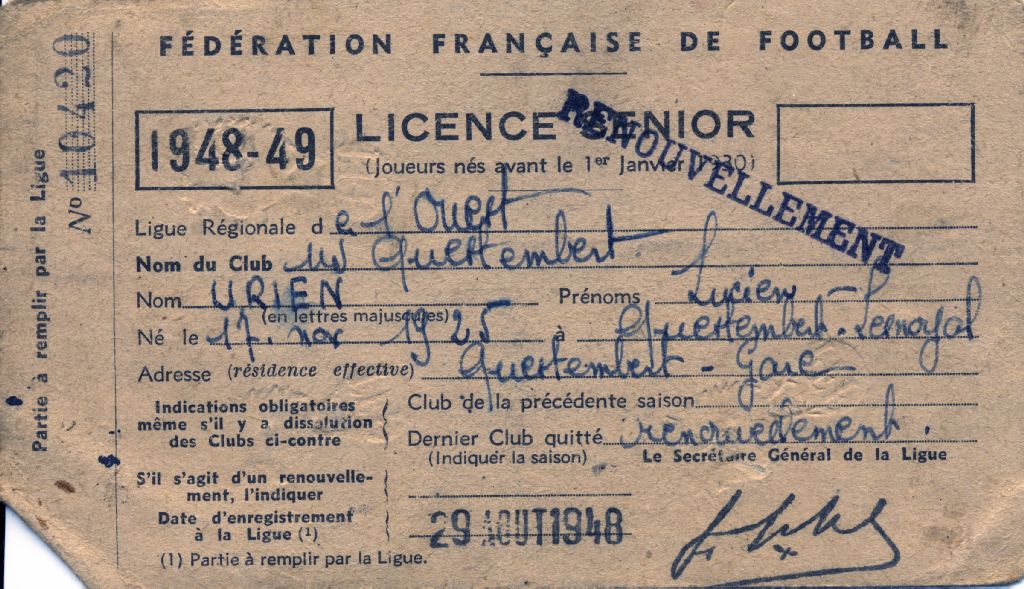 FÉDÉRATION FRANÇAISE DE FOOTBALL
Partie à remplir par la Ligue
No 10420
1948-49
LICENCE SENIOR
RENOUVELLEMENT
(Joueurs nés avant le 1er Janvier 1930)
Ligue Régionale de l'Ouest
Nom du Club us Questembert
Nom URIEN Prénoms Lucien
(en lettres majuscules)
Né le 17. nov 1925 à Questembert
Adresse (résidence effective) Questembert - Gare
Indications obligatoires
même s'il y a dissolution
des Clubs ci-contre
Club de la précédente saison
Dernier Club quitté renouvellement.
(Indiquer la saison)
Le Secrétaire Général de la Ligue
S'il s'agit d'un renouvelle-
ment, l'indiquer
Date d'enregistrement
à la Ligue (1)
29 AOUT 1948
(1) Partie à remplir par la Ligue.